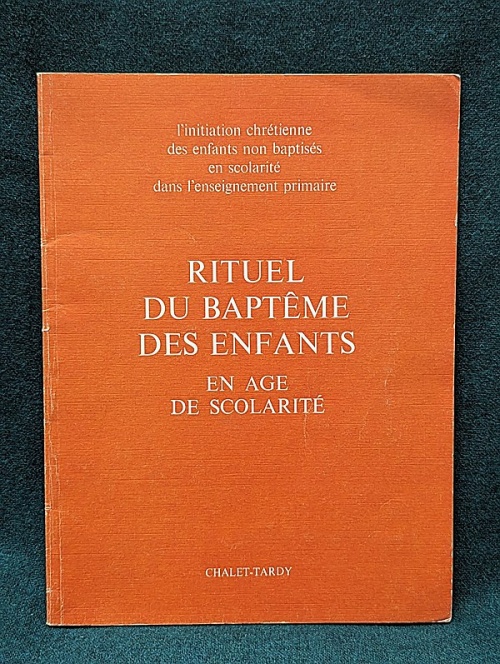 l'initiation chrétienne
des enfants non baptisés
en scolarité
dans l'enseignement primaire
RITUEL
DU BAPTÊME
DES ENFANTS
EN AGE
DE SCOLARITÉ
CHALET-TARDY